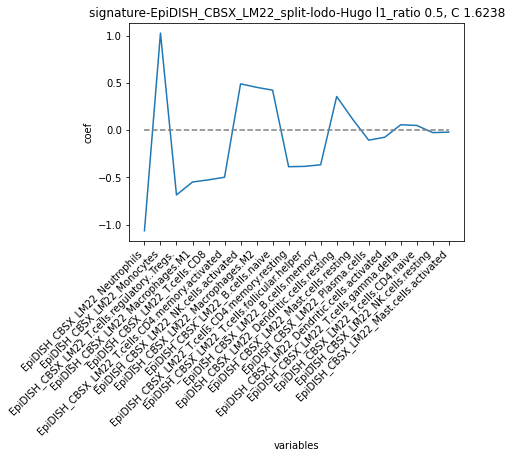 signature-EpiDISH_CBSX_LM22_split-lodo-Hugo l1_ratio 0.5, C 1.6238
1.0
0.5
0.0
−0.5
−1.0
coef
EpiDISH_CBSX_LM22_Neutrophils
EpiDISH_CBSX_LM22_Monocytes
EpiDISH_CBSX_LM22_T.cells.regulatory..Tregs.
EpiDISH_CBSX_LM22_Macrophages.M1
EpiDISH_CBSX_LM22_T.cells.CD8
EpiDISH_CBSX_LM22_T.cells.CD4.memory.activated
EpiDISH_CBSX_LM22_NK.cells.activated
EpiDISH_CBSX_LM22_Macrophages.M2
EpiDISH_CBSX_LM22_B.cells.naive
EpiDISH_CBSX_LM22_T.cells.CD4.memory.resting
EpiDISH_CBSX_LM22_T.cells.follicular.helper
EpiDISH_CBSX_LM22_B.cells.memory
EpiDISH_CBSX_LM22_Dendritic.cells.resting
EpiDISH_CBSX_LM22_Mast.cells.resting
EpiDISH_CBSX_LM22_Plasma.cells
EpiDISH_CBSX_LM22_Dendritic.cells.activated
EpiDISH_CBSX_LM22_T.cells.gamma.delta
EpiDISH_CBSX_LM22_T.cells.CD4.naive
EpiDISH_CBSX_LM22_NK.cells.resting
EpiDISH_CBSX_LM22_Mast.cells.activated
variables